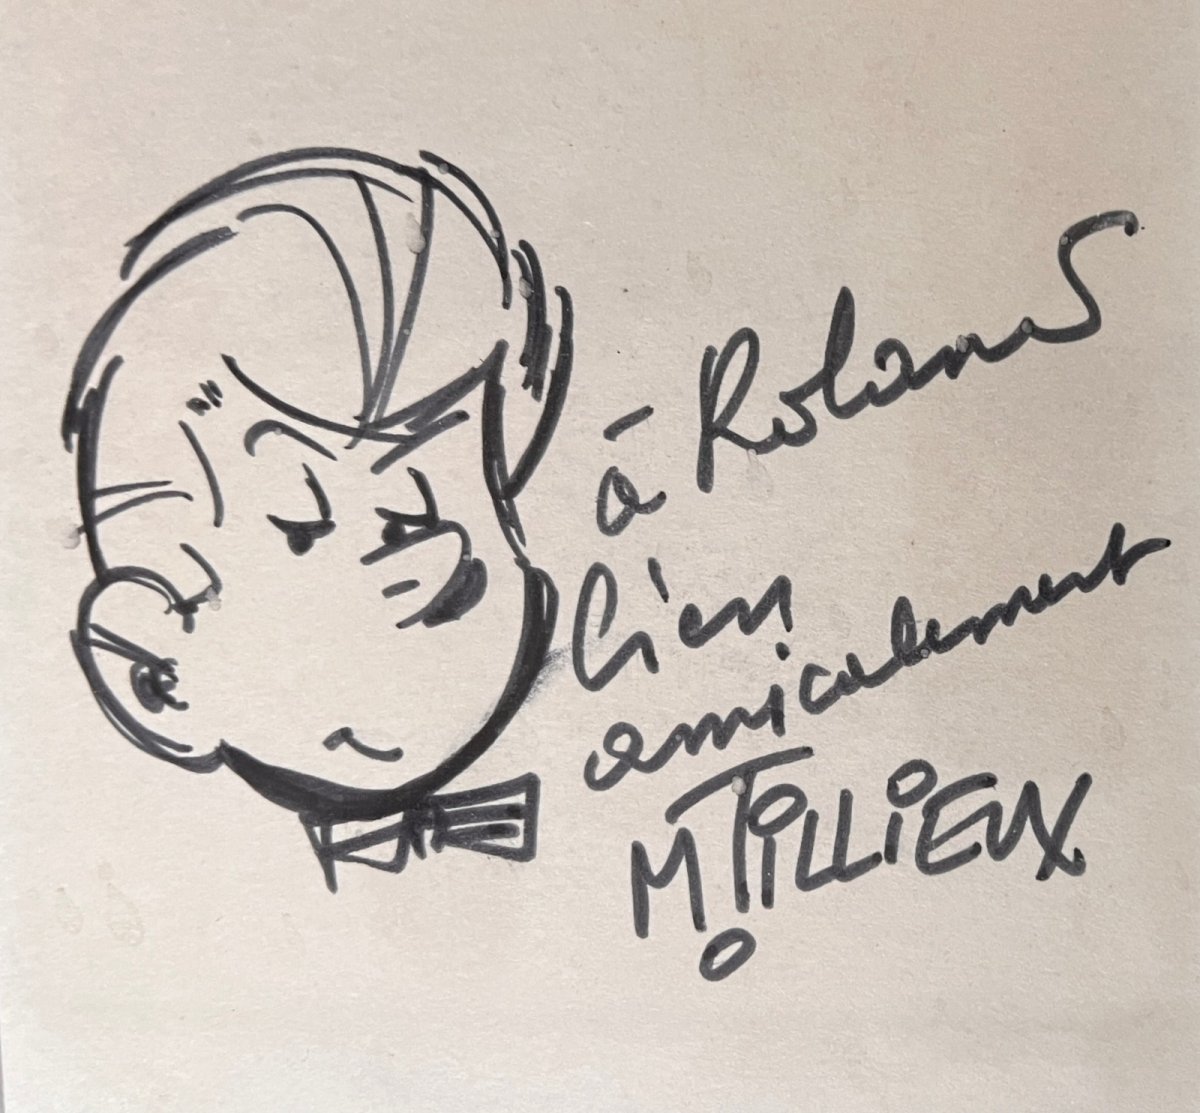 à Roland
bien
amicalement
M. TILLIEUX